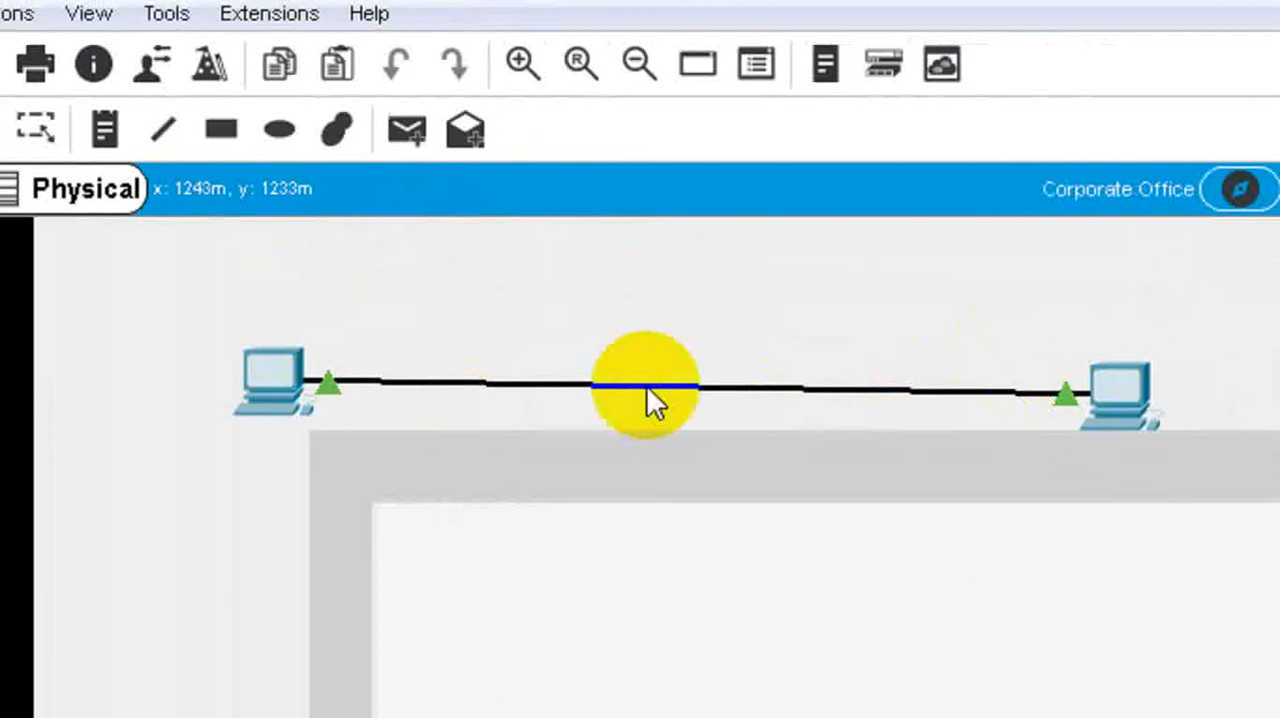 ons View Tools Extensions Help
R
Physical x: 1243m, y: 1233m Corporate Office